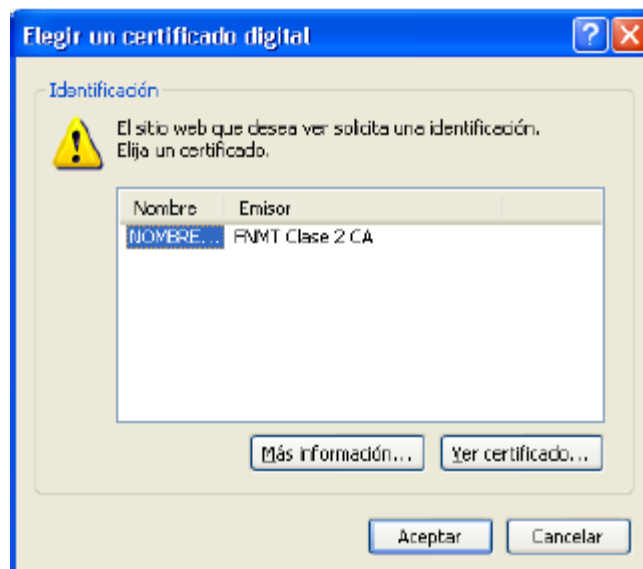 Elegir un certificado digital
Identificación
El sitio web que desea ver solicita una identificación.
Elija un certificado.
Nombre Emisor
NOMBRE... FNMT Clase 2 CA
Más información... Ver certificado...
Aceptar Cancelar